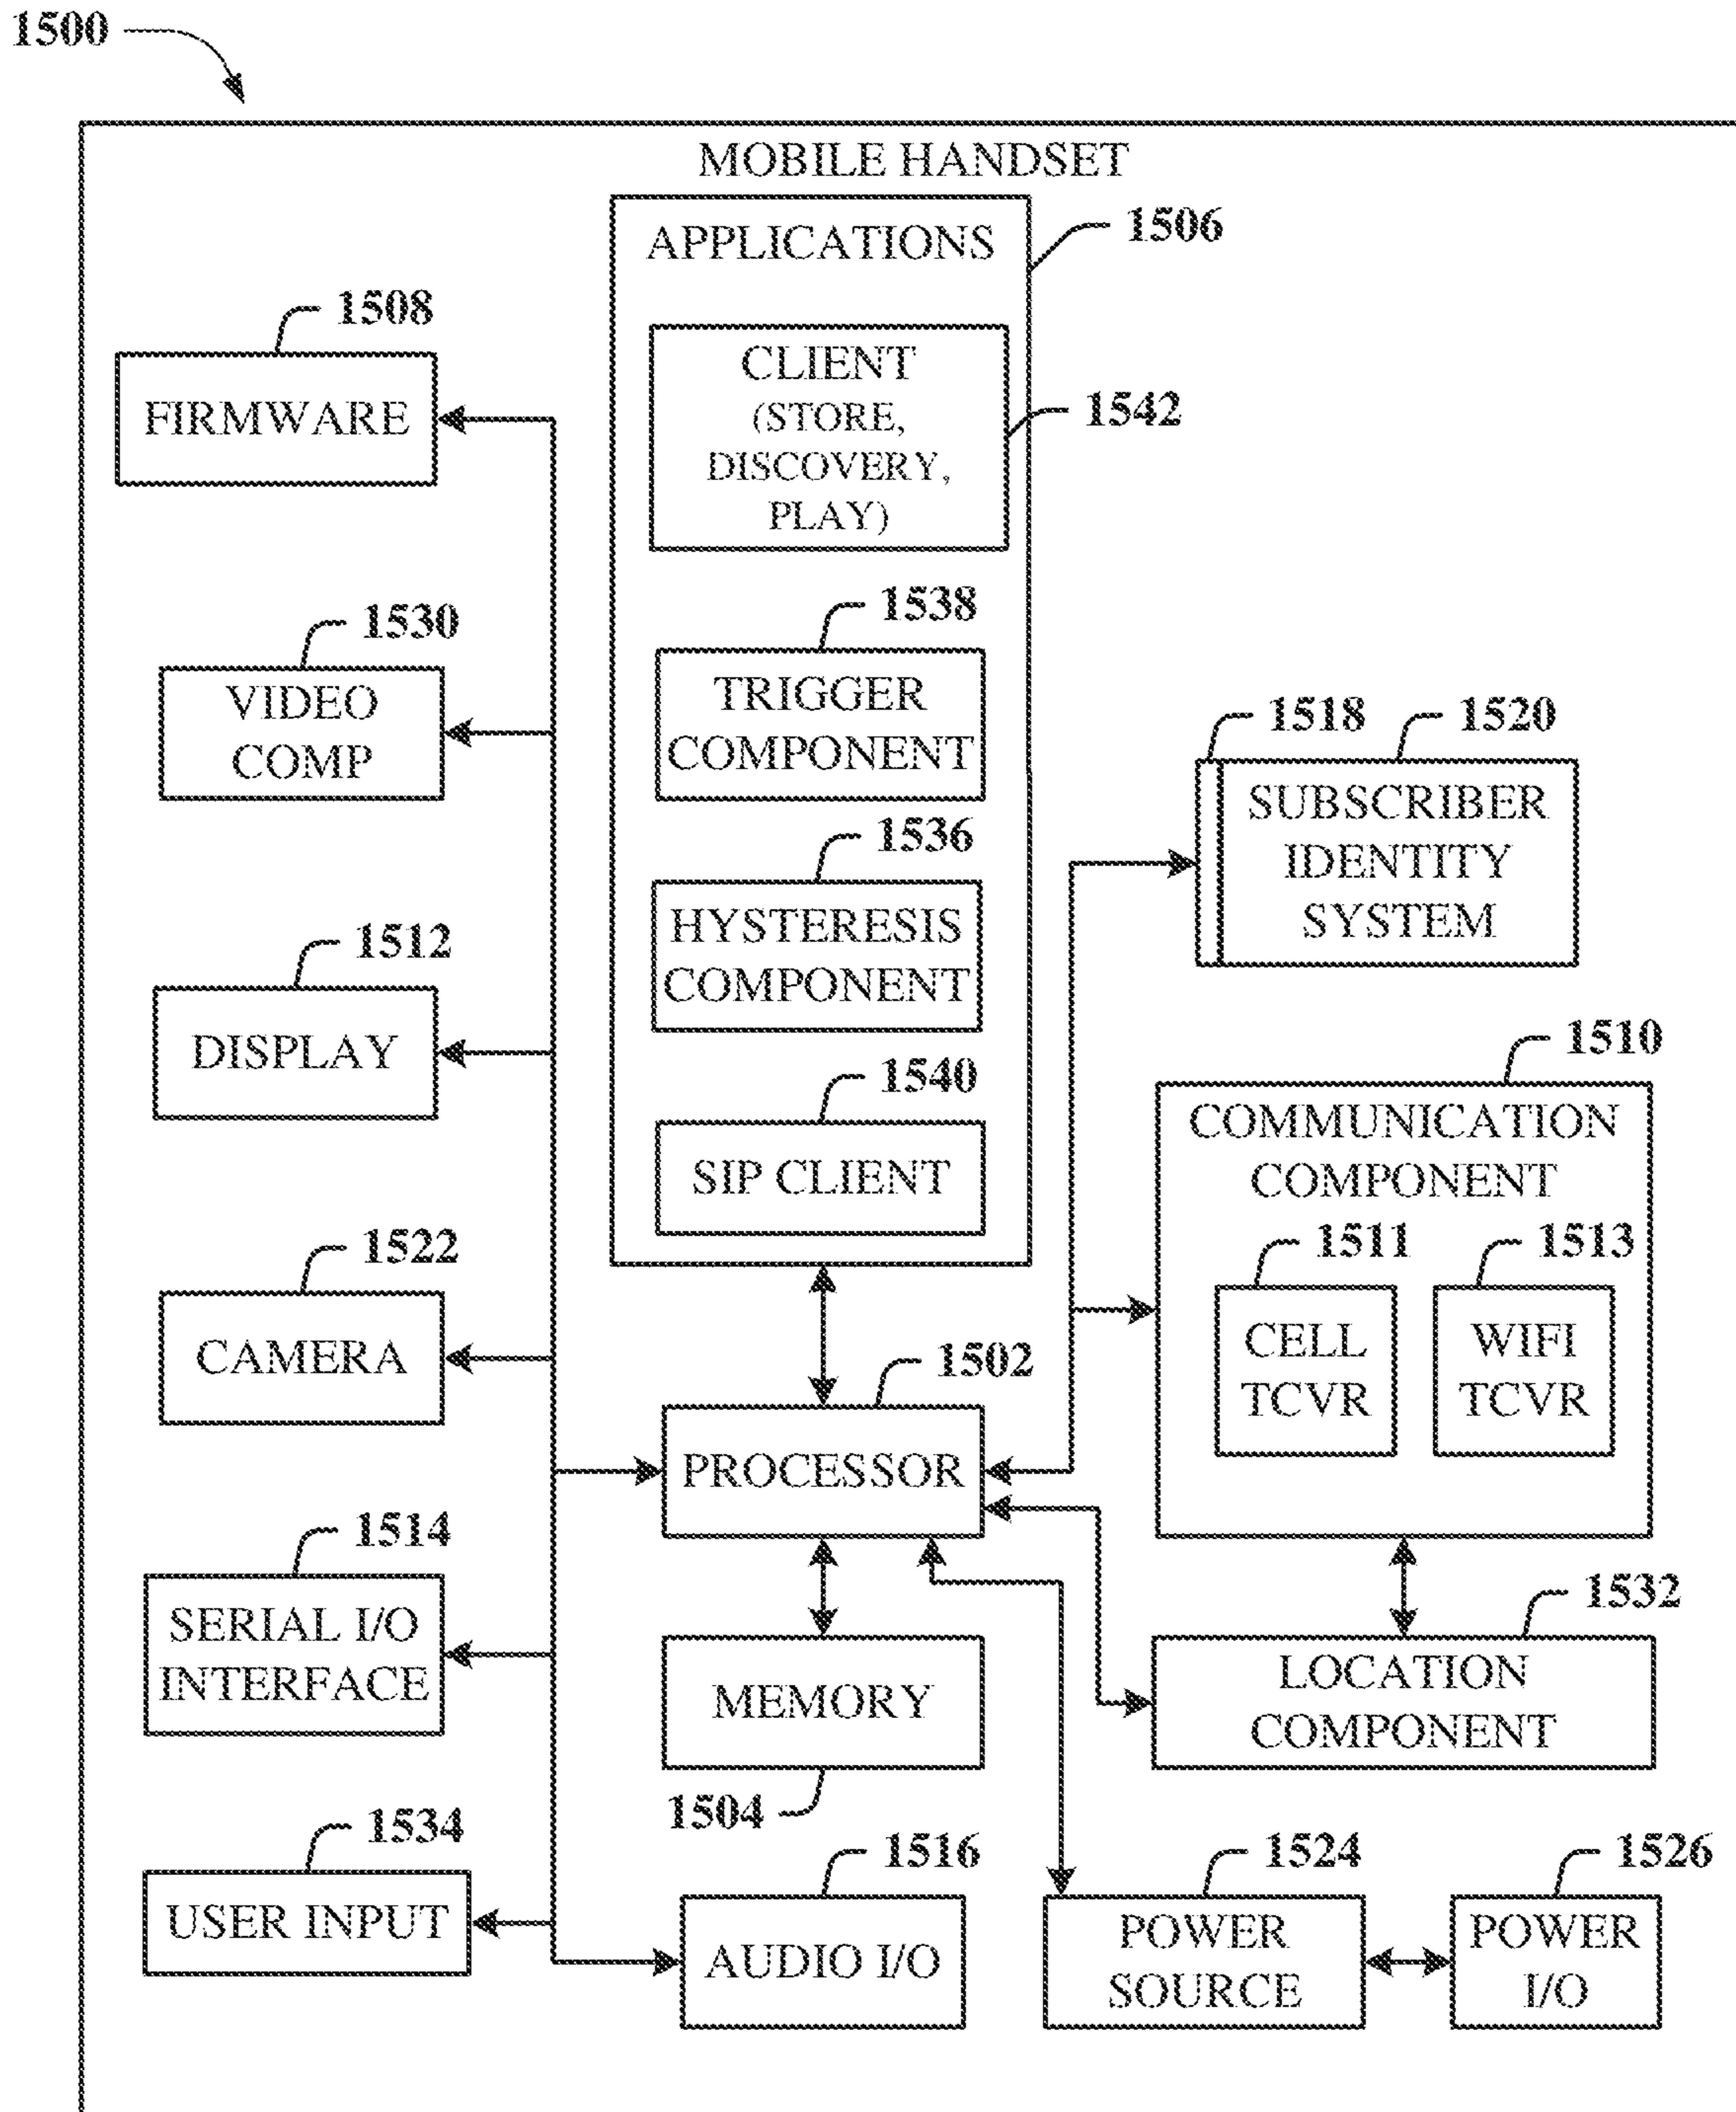 1500
MOBILE HANDSET
APPLICATIONS
1506
CLIENT
(STORE,
DISCOVERY,
PLAY)
1542
1538
TRIGGER
COMPONENT
1536
HYSTERESIS
COMPONENT
1540
SIP CLIENT
1508
FIRMWARE
1530
VIDEO
COMP
1512
DISPLAY
1522
CAMERA
1514
SERIAL I/O
INTERFACE
1534
USER INPUT
1502
PROCESSOR
MEMORY
1504
1516
AUDIO I/O
1518
1520
SUBSCRIBER
IDENTITY
SYSTEM
1510
COMMUNICATION
COMPONENT
1511
CELL
TCVR
1513
WIFI
TCVR
1532
LOCATION
COMPONENT
1524
POWER
SOURCE
1526
POWER
I/O